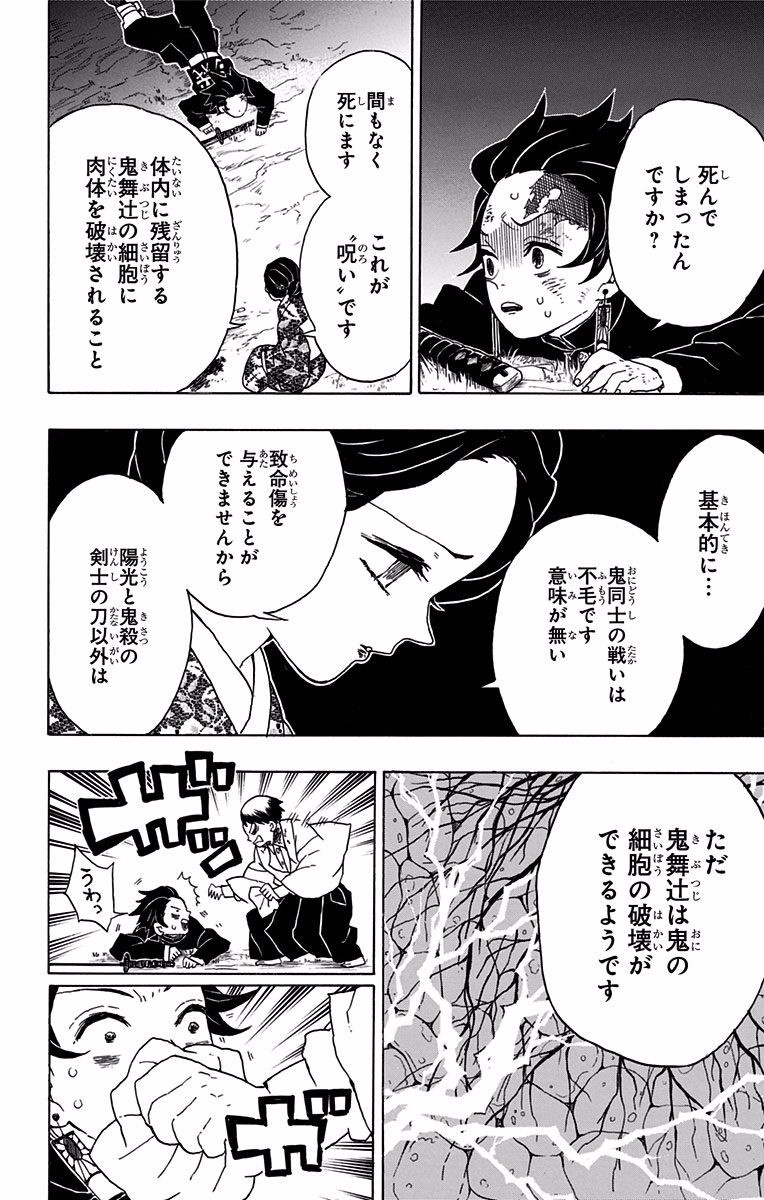 死んで
しまったん
ですか？
間もなく
死にます
これが
〝呪い〟です
体内に残留する
鬼舞辻の細胞に
肉体を破壊されること
基本的に…
鬼同士の戦いは
不毛です
意味が無い
致命傷を
与えることが
できませんから
陽光と鬼殺の
剣士の刀以外は
ただ
鬼舞辻は鬼の
細胞の破壊が
できるようです
ザッ
うわっ
ガッ